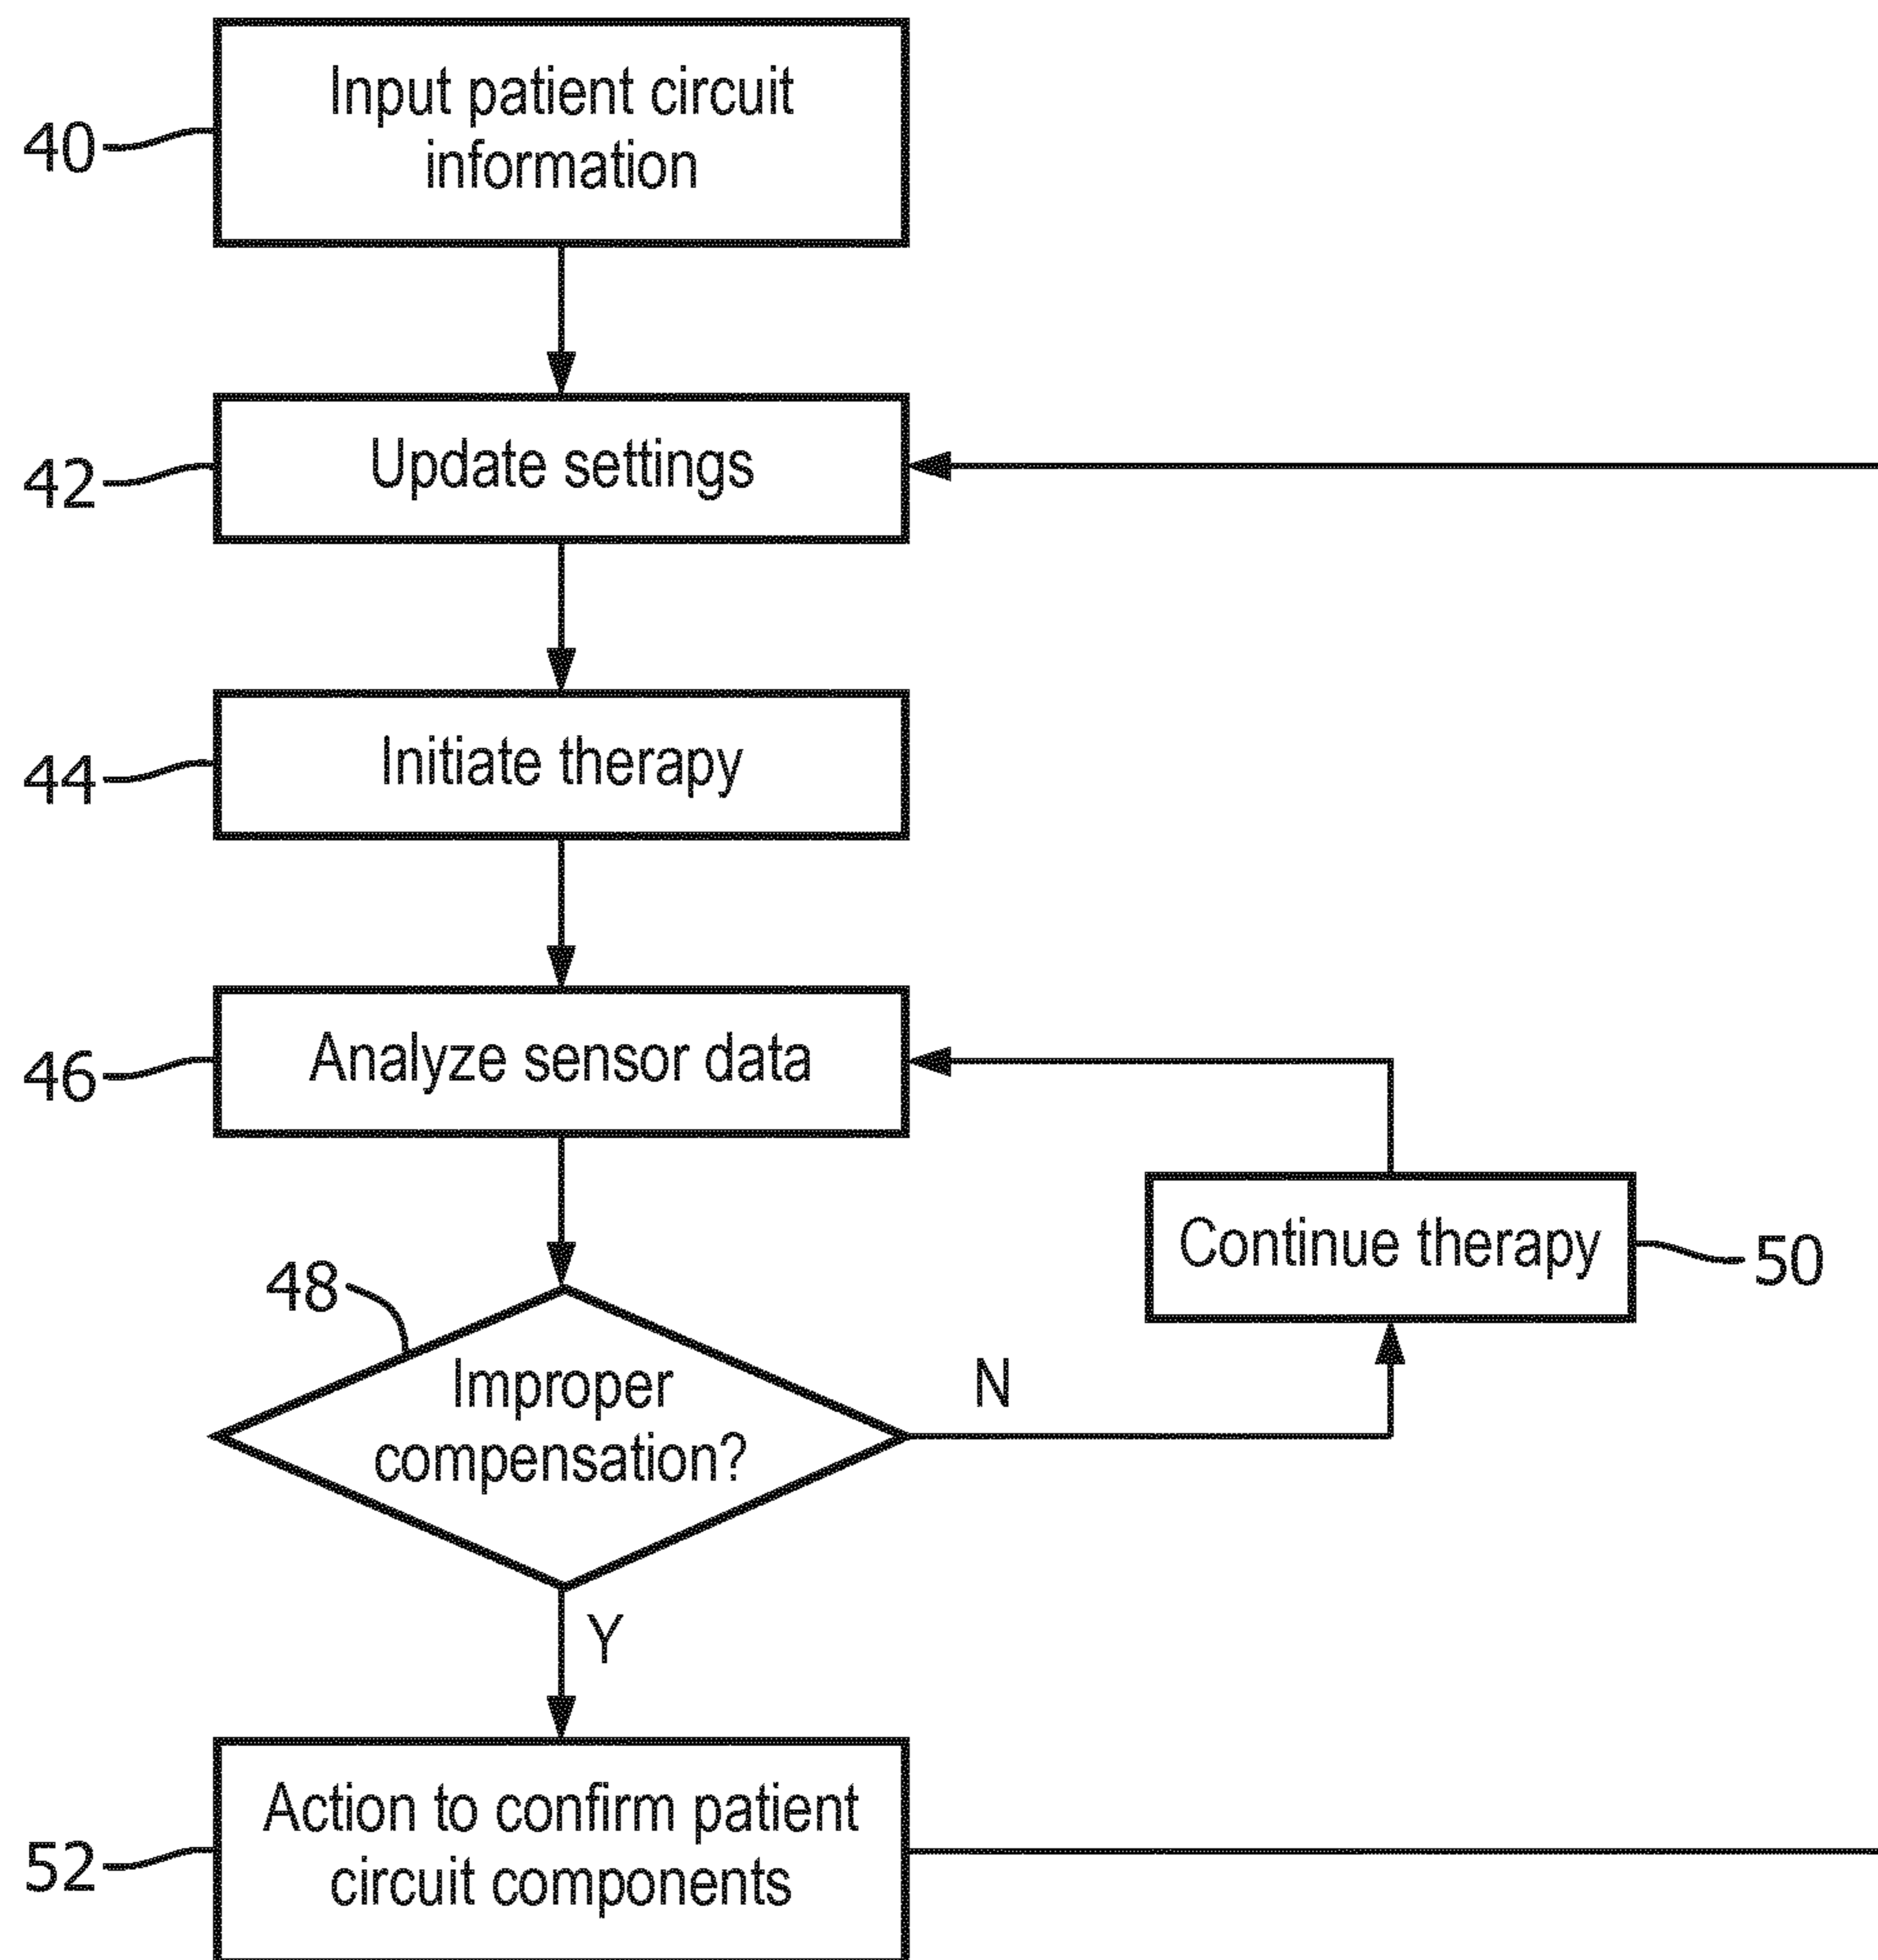 40
Input patient circuit
information
42
Update settings
44
Initiate therapy
46
Analyze sensor data
Continue therapy
50
48
Improper
compensation?
N
Y
52
Action to confirm patient
circuit components